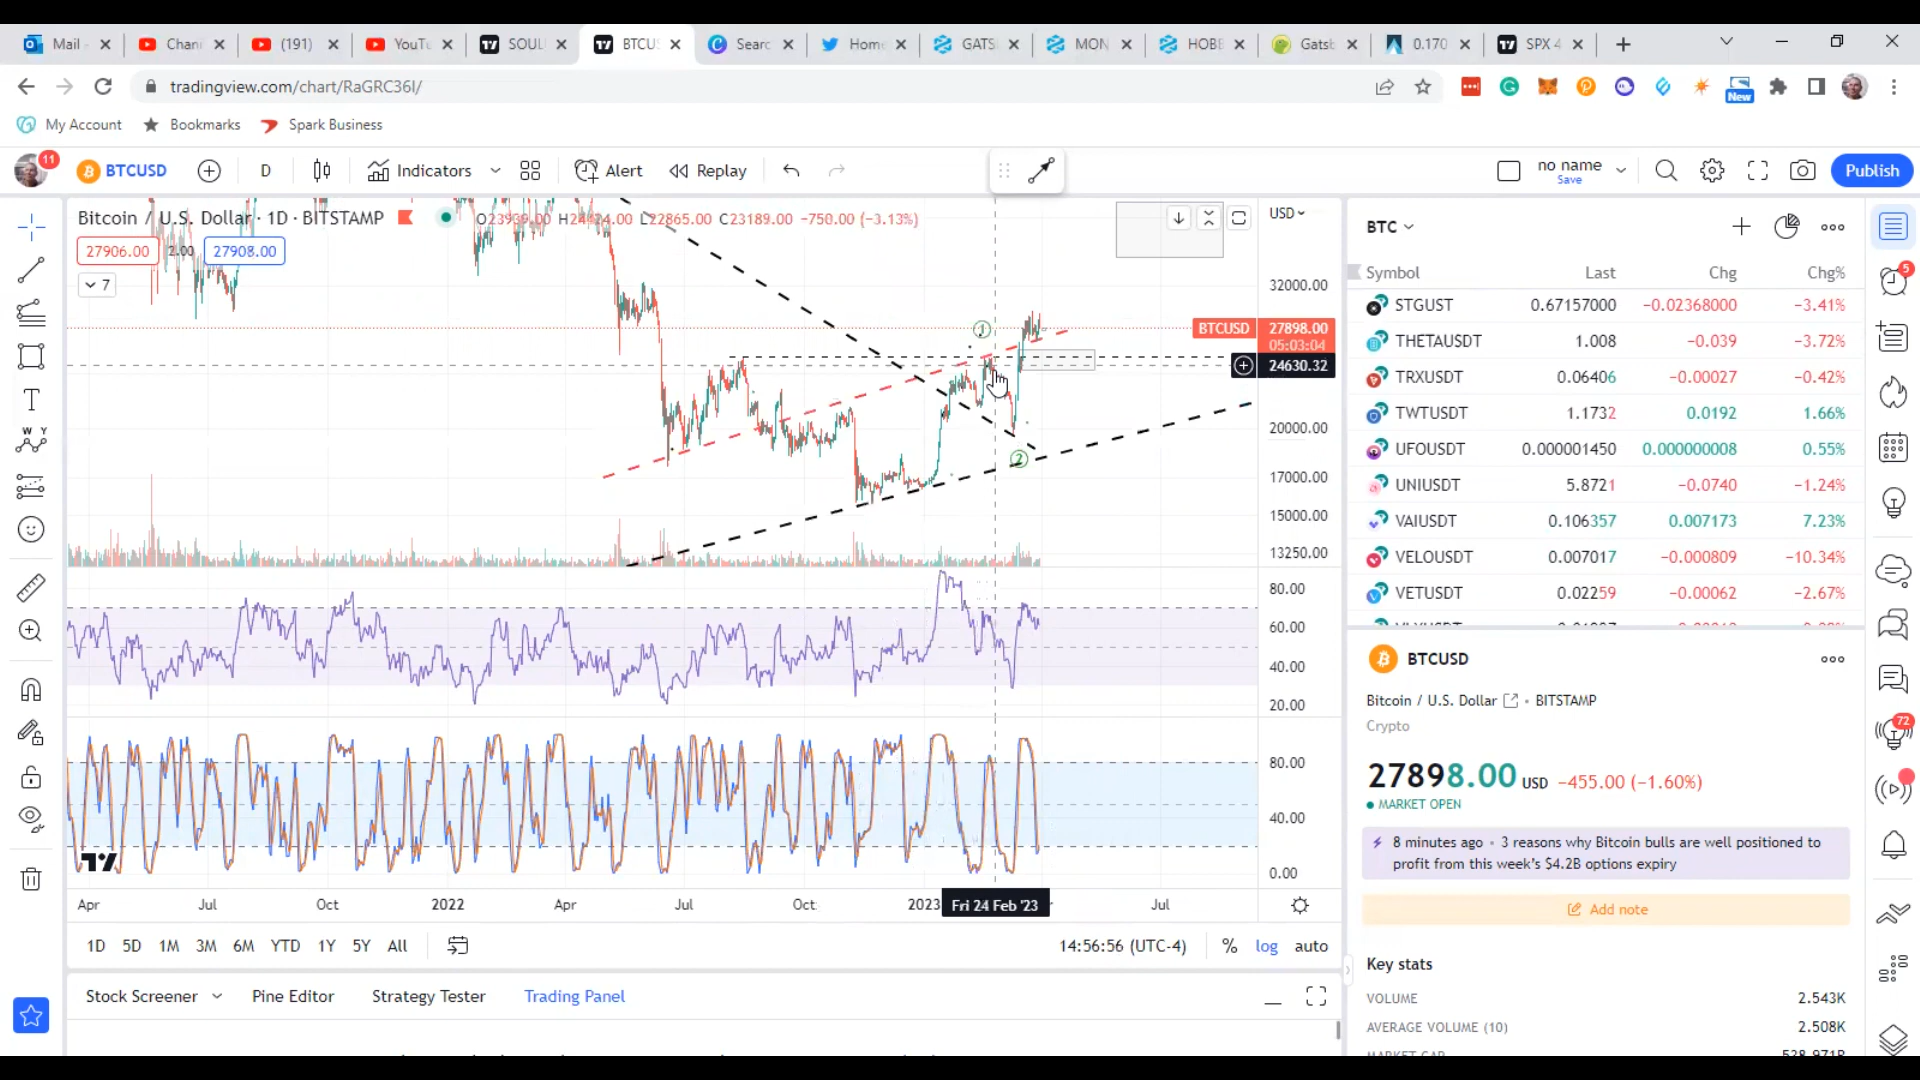 Mail
Chan
(191)
YouTu
SOUL
BTCUS
Searc
Home
GATS
MON
HOBB
Gatsb
0.170
SPX 4
tradingview.com/chart/RaGRC36I/
New
My Account
Bookmarks
Spark Business
11
BTCUSD
D
Indicators
Alert
Replay
no name
Save
Publish
Bitcoin / U.S. Dollar · 1D · BITSTAMP
O23939.00 H24124.00 L22865.00 C23189.00 −750.00 (−3.13%)
27906.00
2.00
27908.00
7
USD
32000.00
BTCUSD
27898.00
05:03:04
24630.32
20000.00
17000.00
15000.00
13250.00
1
2
80.00
60.00
40.00
20.00
80.00
40.00
0.00
Apr
Jul
Oct
2022
Apr
Jul
Oct
2023
Fri 24 Feb '23
Jul
1D 5D 1M 3M 6M YTD 1Y 5Y All
14:56:56 (UTC-4)
%
log
auto
Stock Screener
Pine Editor
Strategy Tester
Trading Panel
BTC
Symbol Last Chg Chg%
STGUST 0.67157000 −0.02368000 −3.41%
THETAUSDT 1.008 −0.039 −3.72%
TRXUSDT 0.06406 −0.00027 −0.42%
TWTUSDT 1.1732 0.0192 1.66%
UFOUSDT 0.000001450 0.000000008 0.55%
UNIUSDT 5.8721 −0.0740 −1.24%
VAIUSDT 0.106357 0.007173 7.23%
VELOUSDT 0.007017 −0.000809 −10.34%
VETUSDT 0.02259 −0.00062 −2.67%
BTCUSD
Bitcoin / U.S. Dollar • BITSTAMP
Crypto
27898.00 USD −455.00 (−1.60%)
MARKET OPEN
8 minutes ago • 3 reasons why Bitcoin bulls are well positioned to
profit from this week's $4.2B options expiry
Add note
Key stats
VOLUME 2.543K
AVERAGE VOLUME (10) 2.508K
5
72